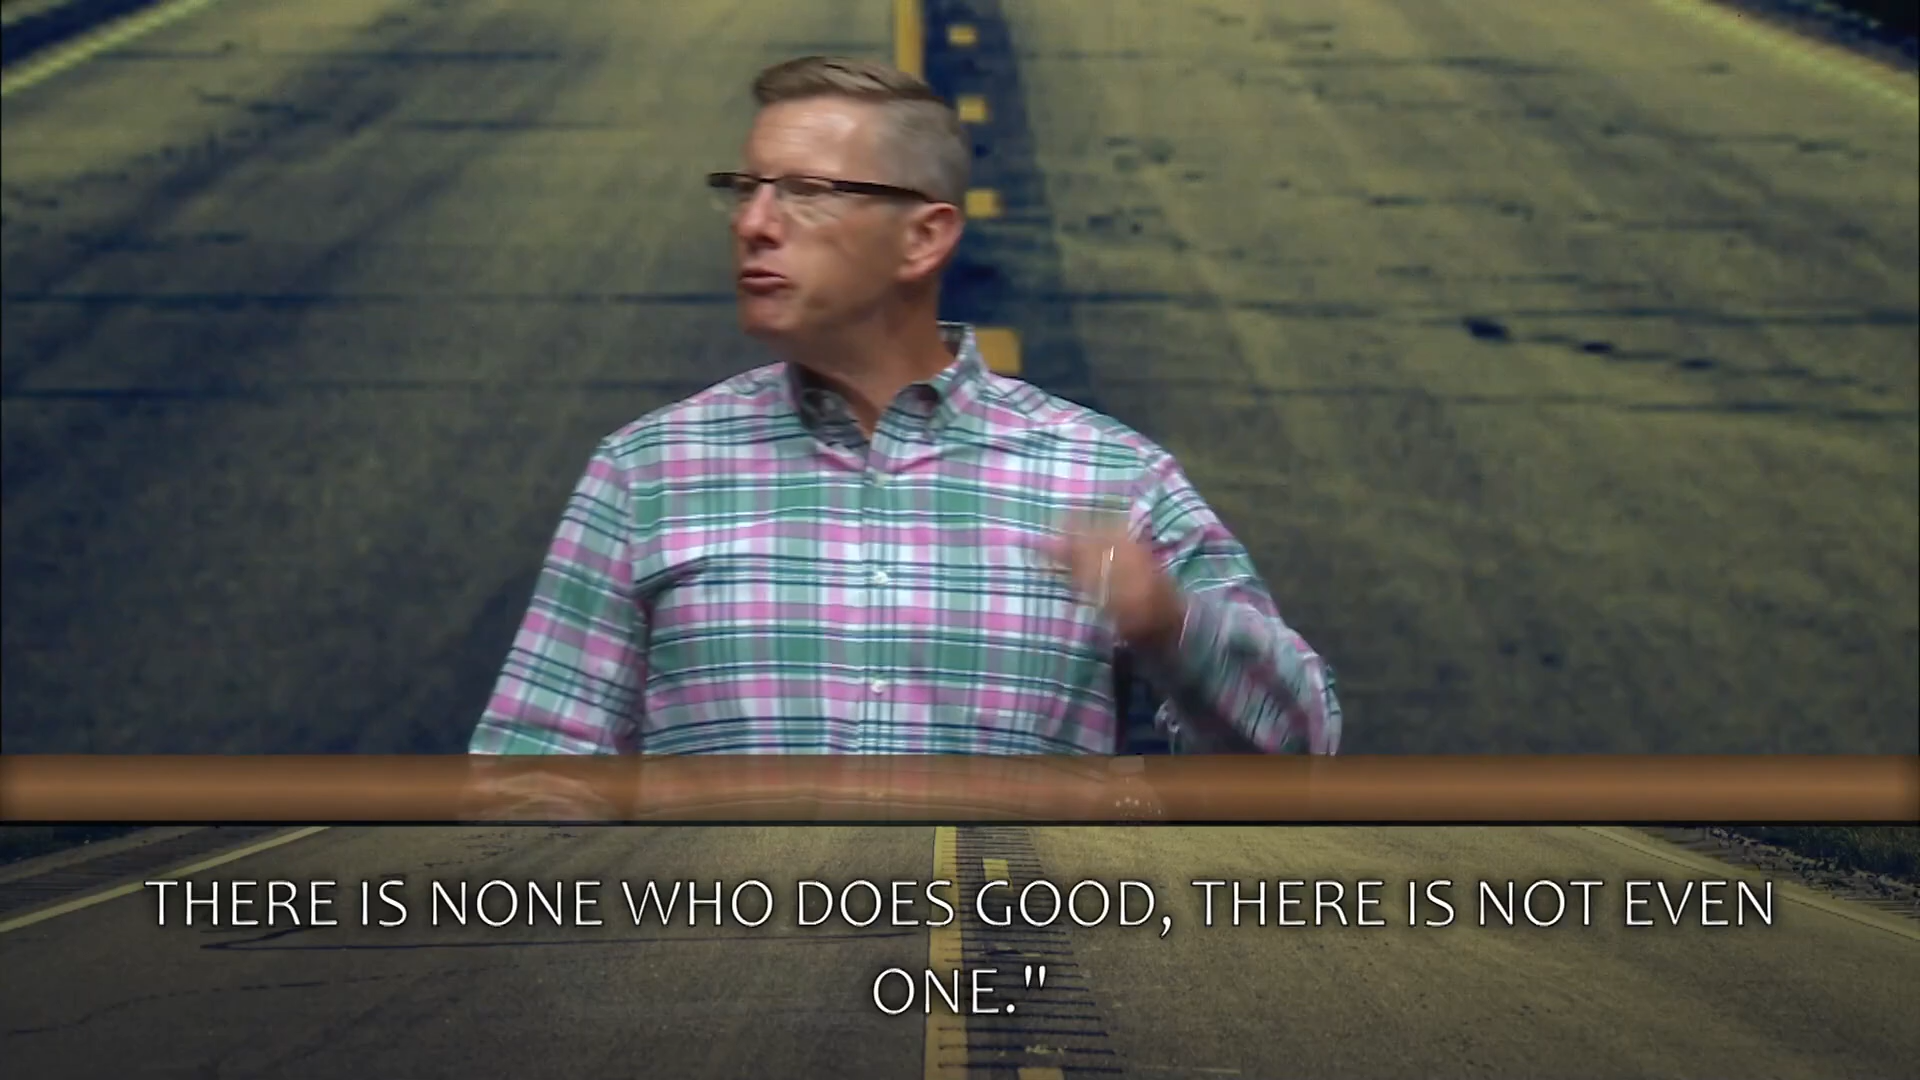 THERE IS NONE WHO DOES GOOD, THERE IS NOT EVEN
ONE."